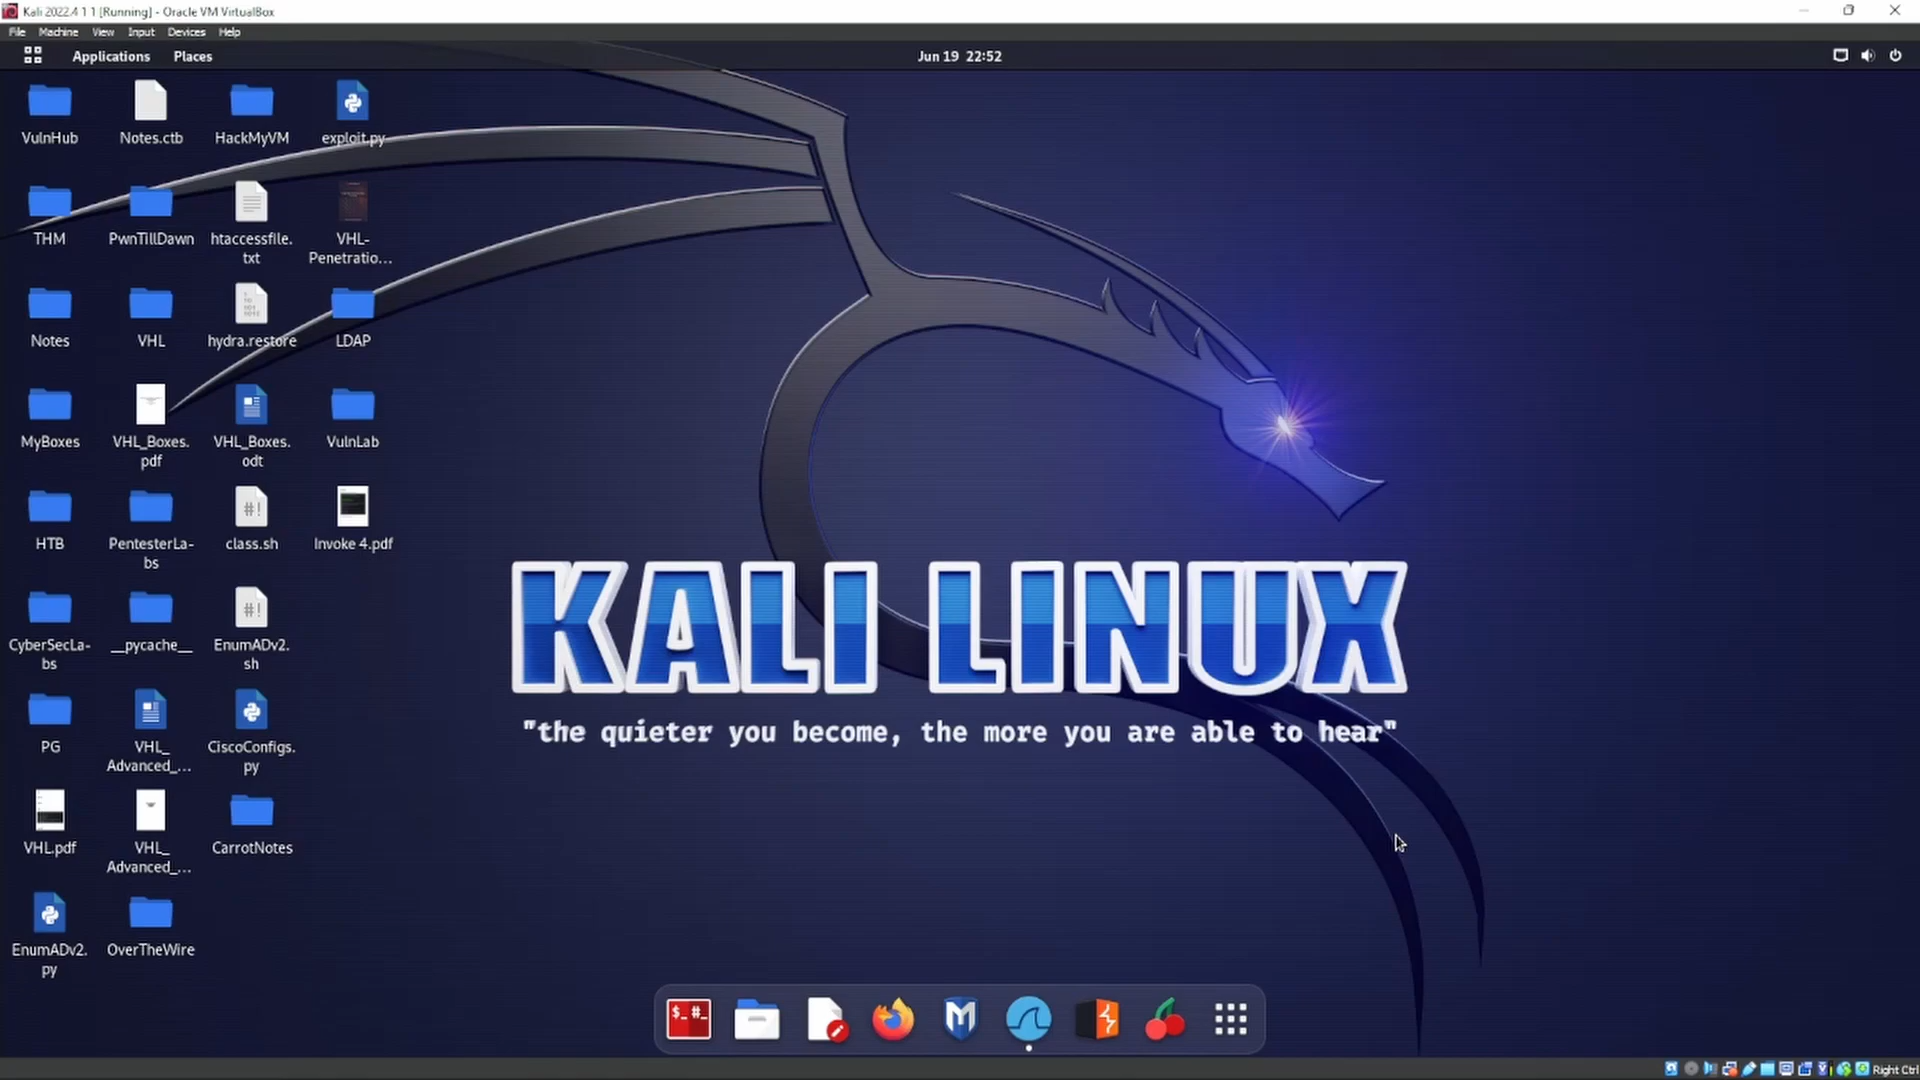 Kali 2022.4 1 1 [Running] - Oracle VM VirtualBox
File Machine View Input Devices Help
Applications Places
Jun 19 22:52
VulnHub
Notes.ctb
HackMyVM
exploit.py
THM
PwnTillDawn
htaccessfile.
txt
VHL-
Penetratio...
Notes
VHL
hydra.restore
LDAP
MyBoxes
VHL_Boxes.
pdf
VHL_Boxes.
odt
VulnLab
HTB
PentesterLa-
bs
class.sh
Invoke 4.pdf
CyberSecLa-
bs
__pycache__
EnumADv2.
sh
PG
VHL_
Advanced_...
CiscoConfigs.
py
VHL.pdf
VHL_
Advanced_...
CarrotNotes
EnumADv2.
py
OverTheWire
KALI LINUX
"the quieter you become, the more you are able to hear"
$_ #_
Right Ctrl